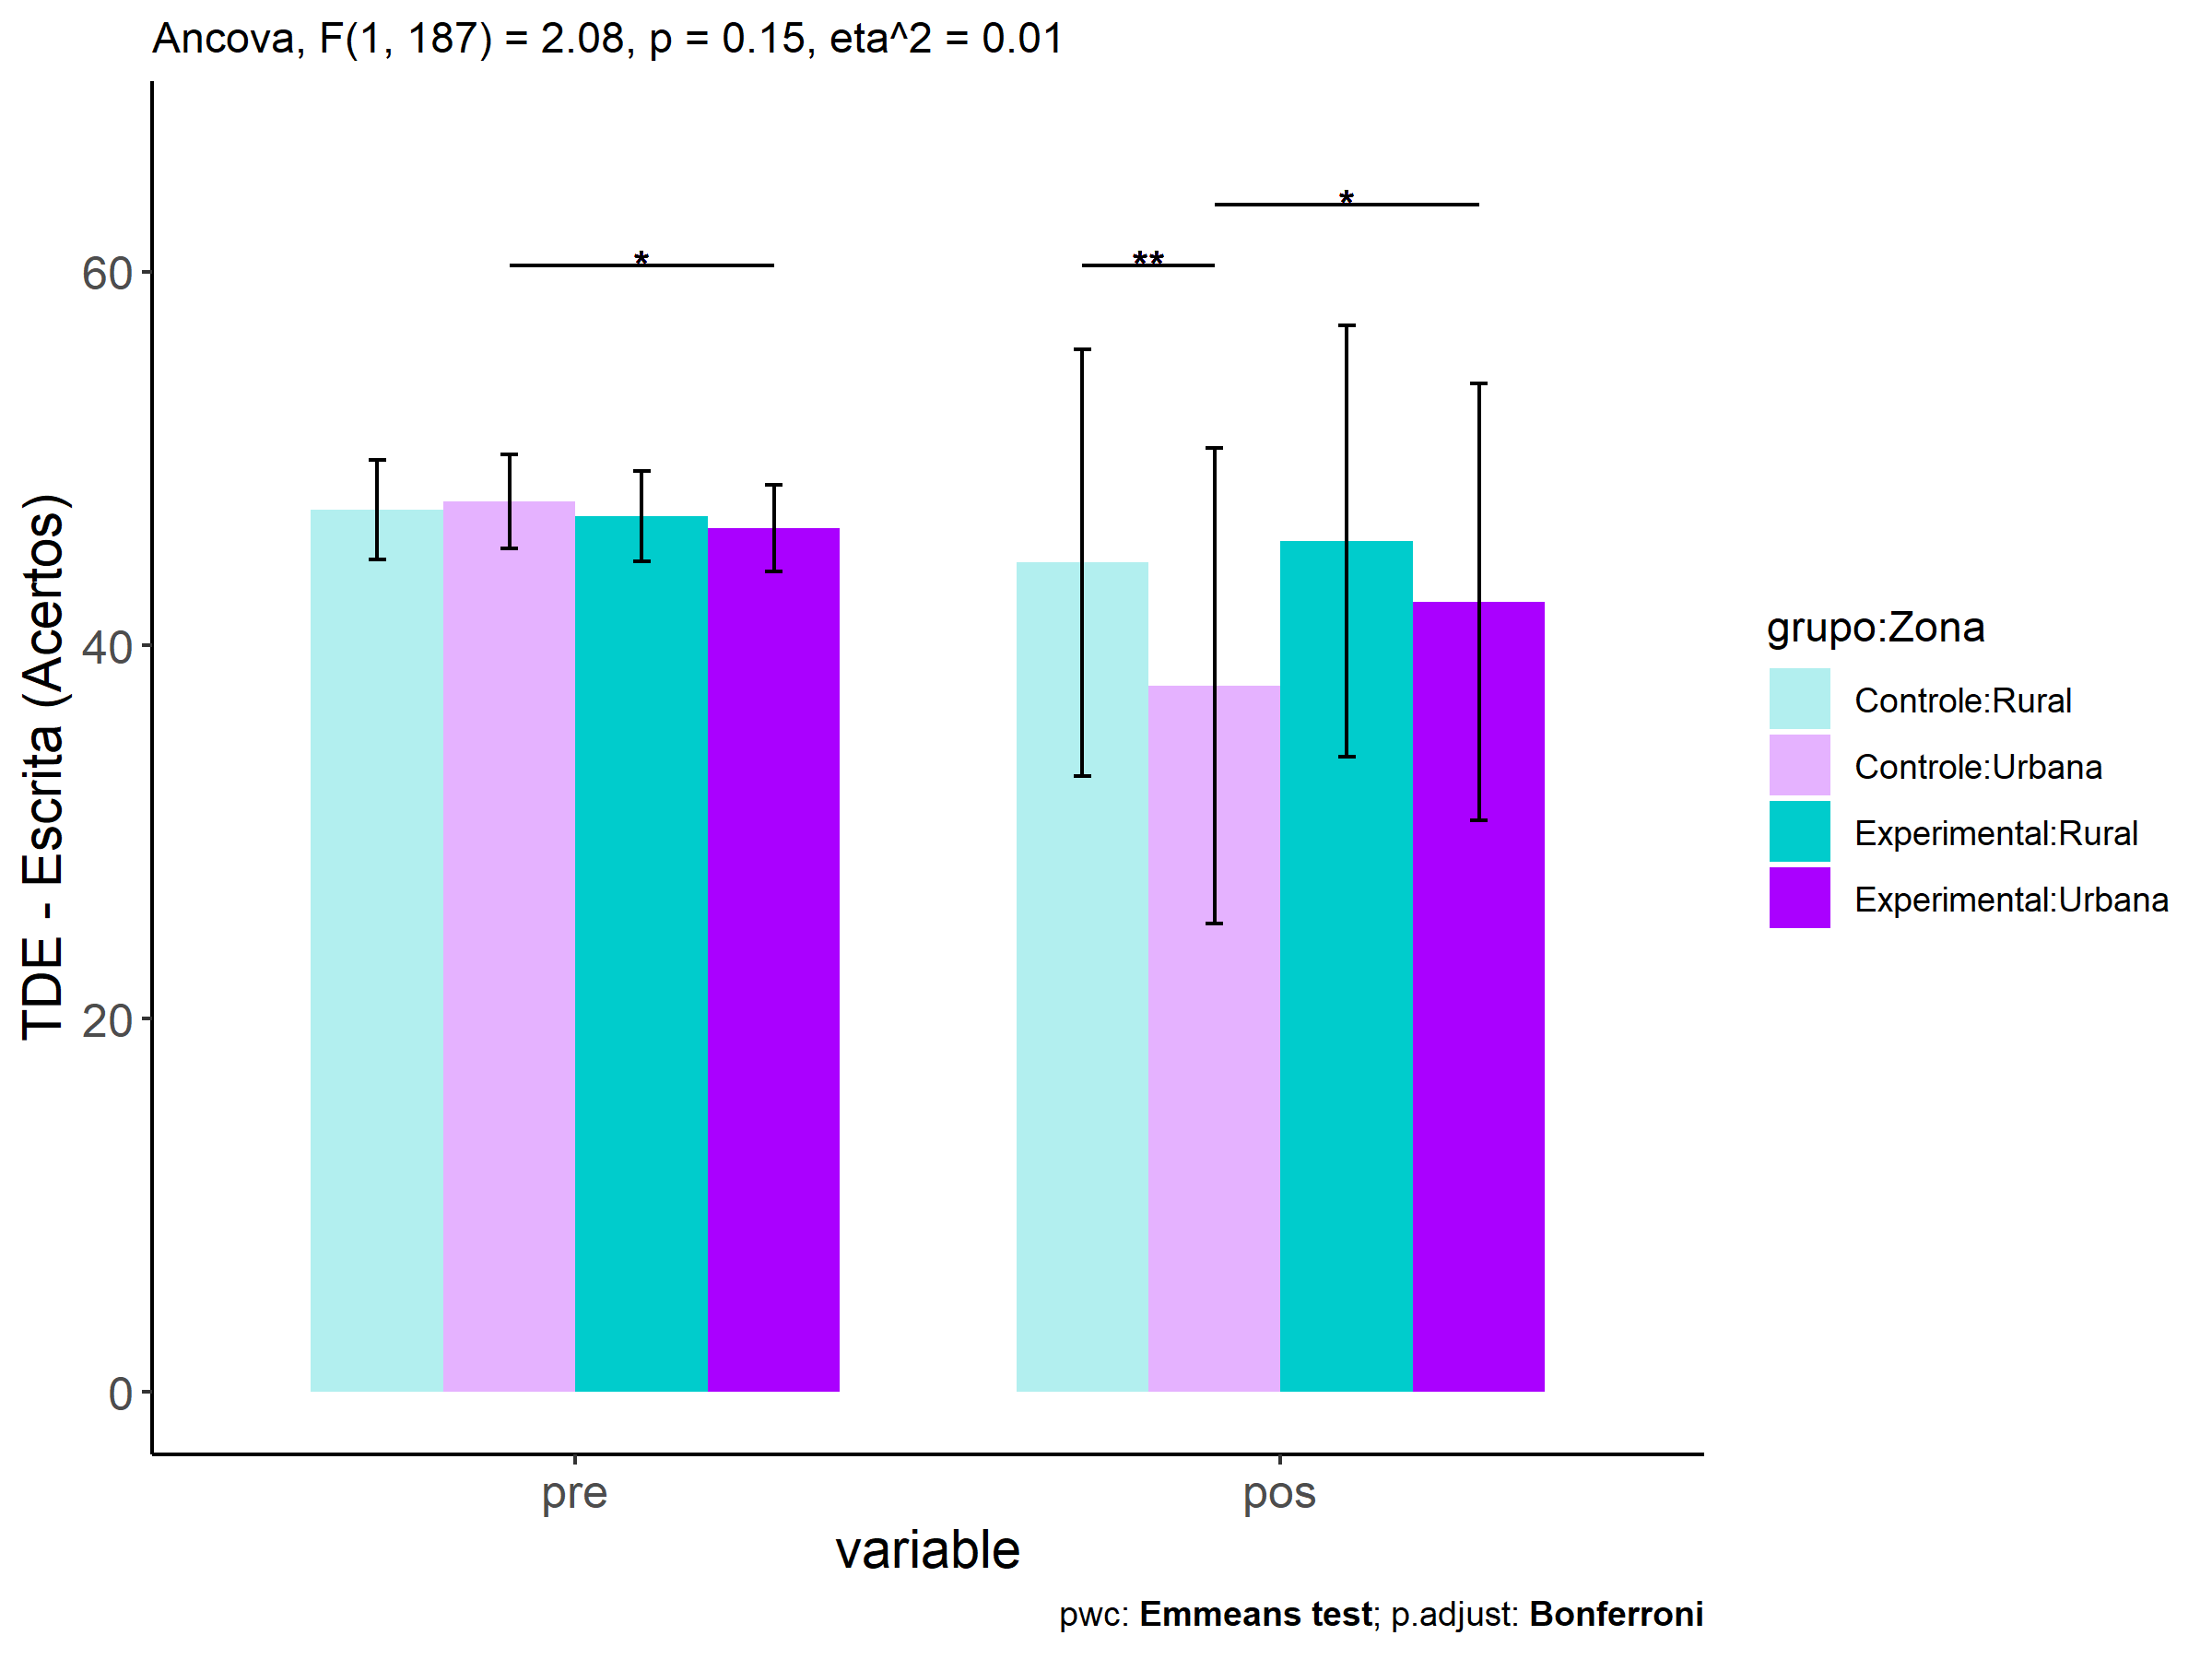 Ancova, F(1, 187) = 2.08, p = 0.15, eta^2 = 0.01
TDE - Escrita (Acertos)
60
40
20
0
*
**
*
pre
pos
variable
grupo:Zona
Controle:Rural
Controle:Urbana
Experimental:Rural
Experimental:Urbana
pwc: Emmeans test; p.adjust: Bonferroni